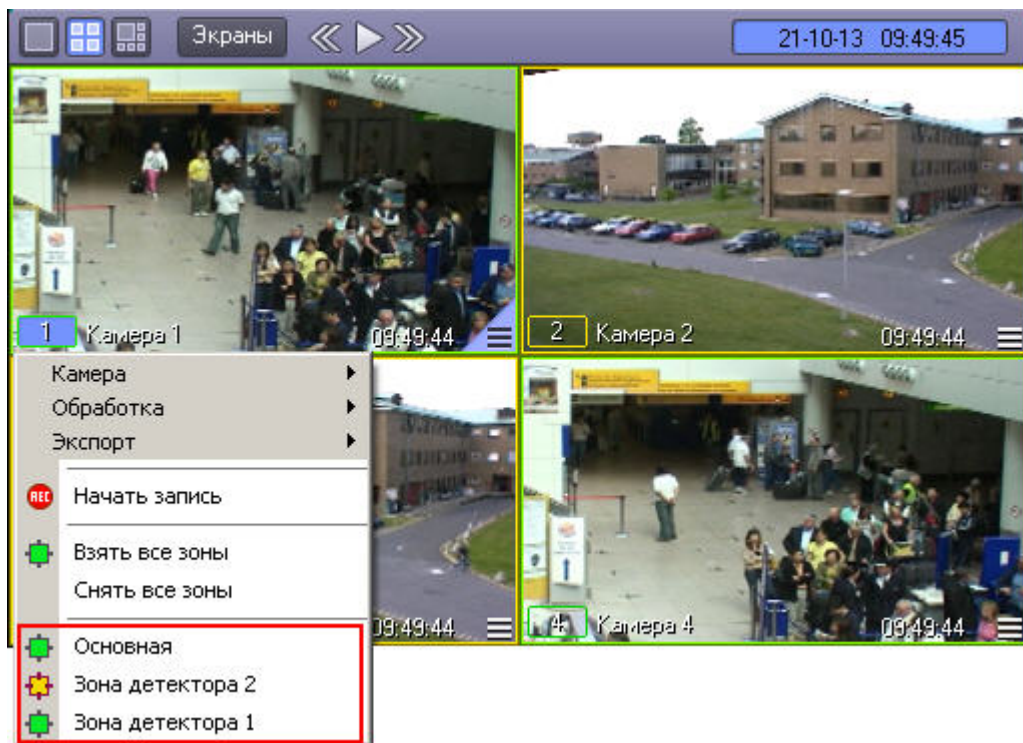 Экраны
21-10-13 09:49:45
1 Камера 1 09:49:44
2 Камера 2 09:49:44
Камера
Обработка
Экспорт
REC Начать запись
Взять все зоны
Снять все зоны
09:49:44
4 Камера 4 09:49:44
Основная
Зона детектора 2
Зона детектора 1